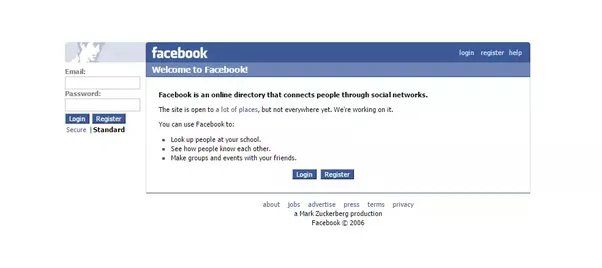 facebook
login register help
Email:
Password:
Login Register
Secure | Standard
Welcome to Facebook!
Facebook is an online directory that connects people through social networks.
The site is open to a lot of places, but not everywhere yet. We're working on it.
You can use Facebook to:
Look up people at your school.
See how people know each other.
Make groups and events with your friends.
Login Register
about jobs advertise press terms privacy
a Mark Zuckerberg production
Facebook © 2006